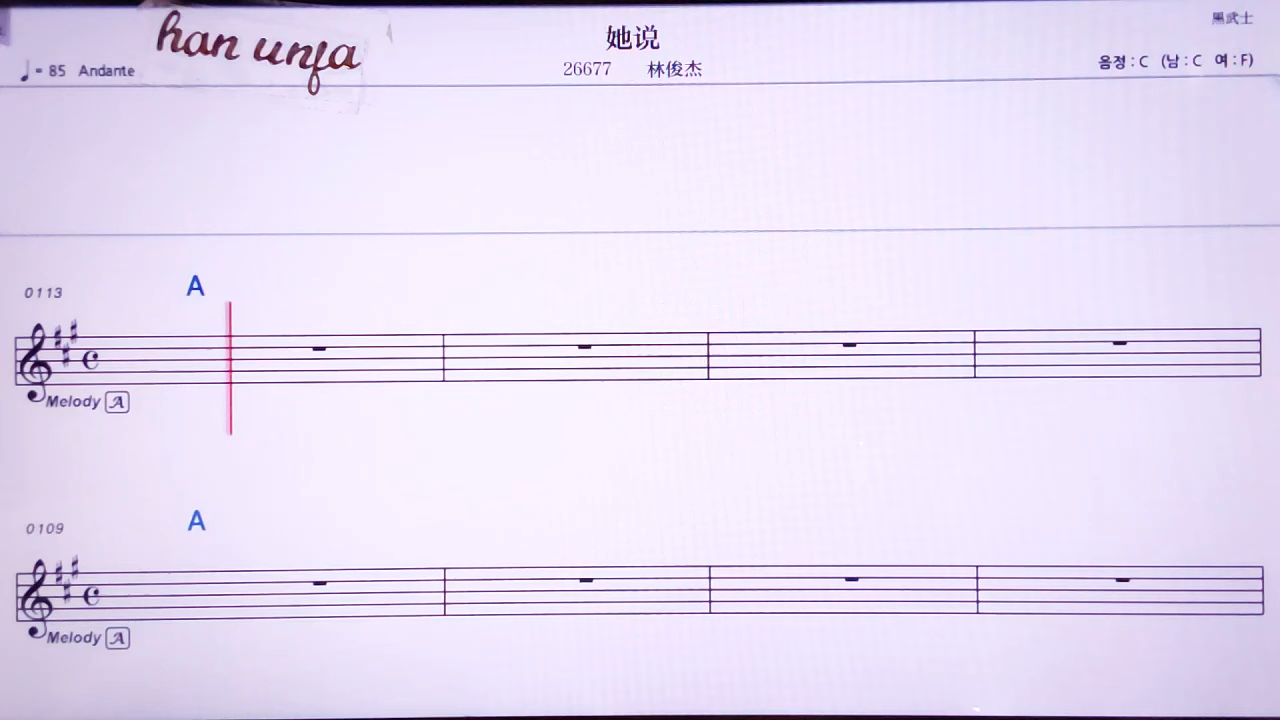 han unfa
她说
黑武士
= 85 Andante
26677 林俊杰
음정 : C (남 : C 여 : F)
0113
A
Melody A
0109
A
Melody A